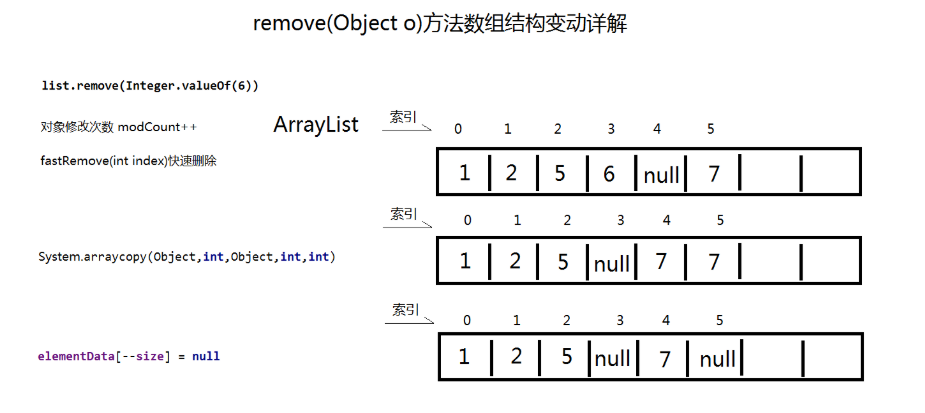 remove(Object o)方法数组结构变动详解
list.remove(Integer.valueOf(6))
对象修改次数 modCount++
ArrayList
索引
0 1 2 3 4 5
fastRemove(int index)快速删除
1 2 5 6 null 7
索引
0 1 2 3 4 5
System.arraycopy(Object,int,Object,int,int)
1 2 5 null 7 7
索引
0 1 2 3 4 5
elementData[--size] = null
1 2 5 null 7 null